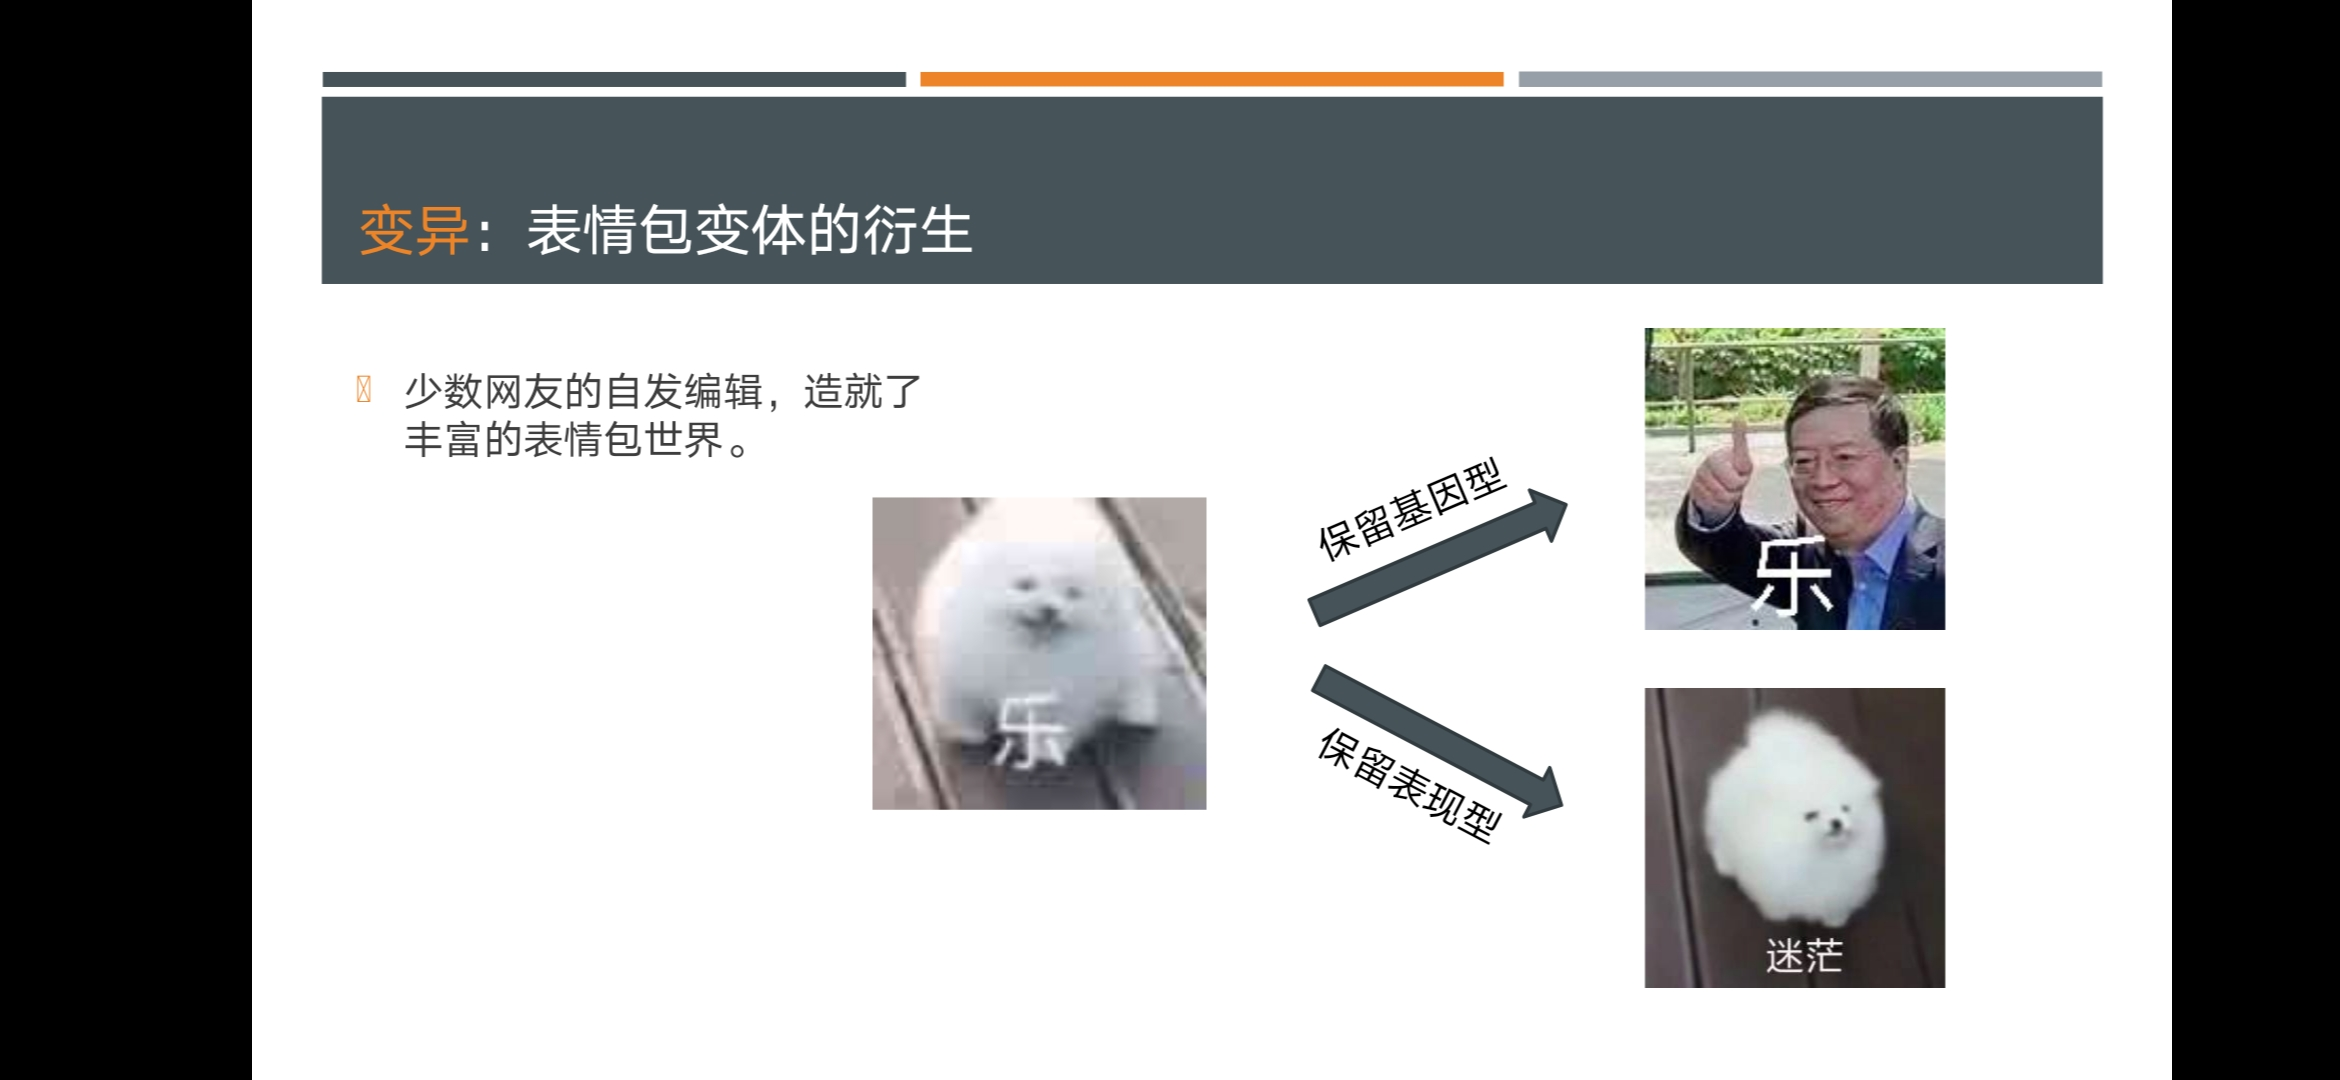 变异：表情包变体的衍生
少数网友的自发编辑，造就了
丰富的表情包世界。
乐
保留基因型
乐
保留表现型
迷茫